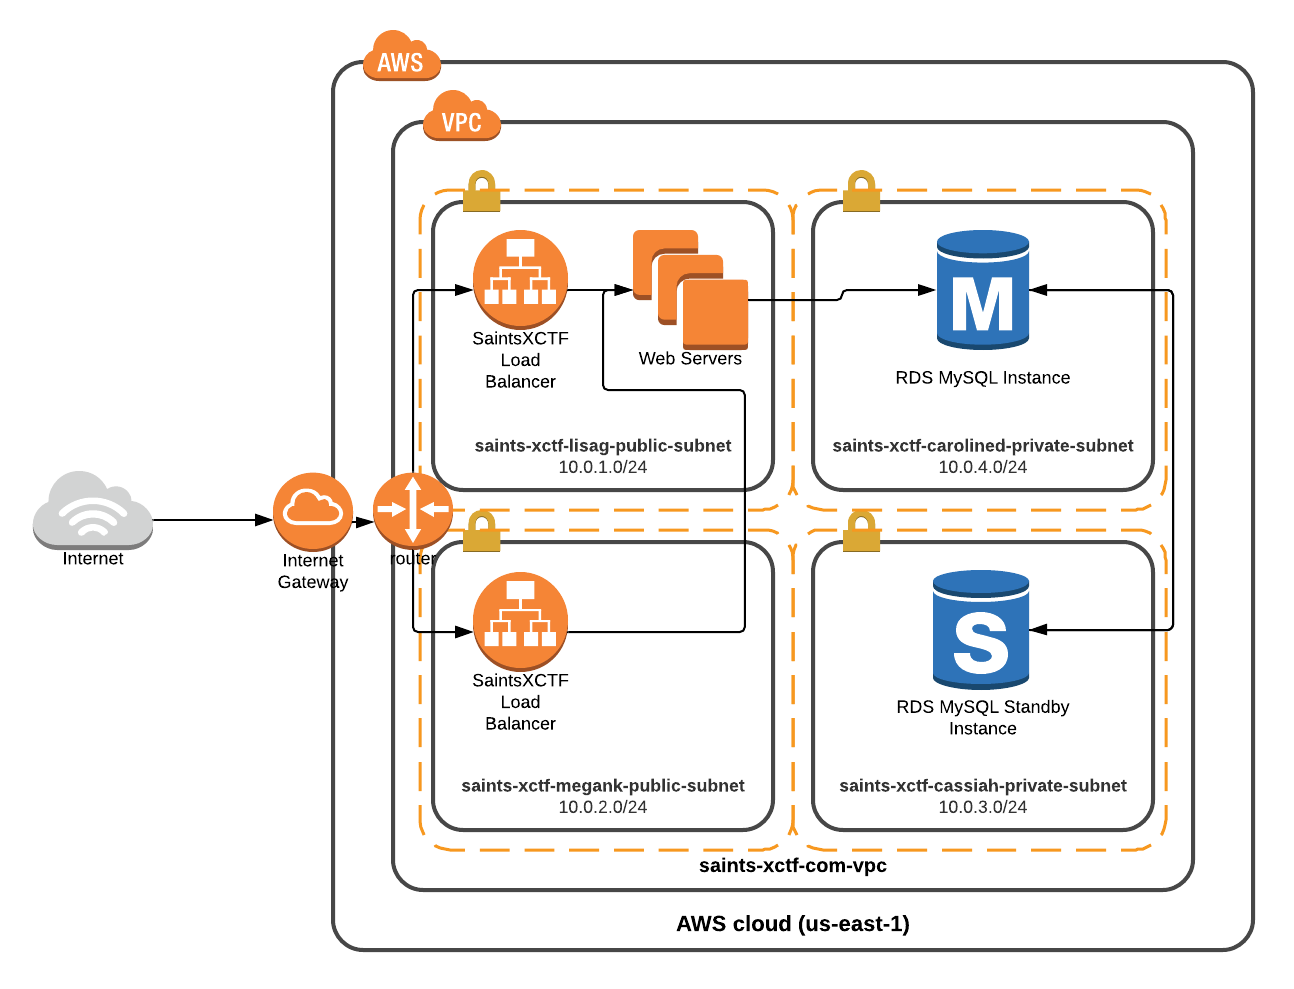 AWS
VPC
SaintsXCTF
Load
Balancer
Web Servers
saints-xctf-lisag-public-subnet
10.0.1.0/24
M
RDS MySQL Instance
saints-xctf-carolined-private-subnet
10.0.4.0/24
Internet
Internet
Gateway
router
SaintsXCTF
Load
Balancer
saints-xctf-megank-public-subnet
10.0.2.0/24
S
RDS MySQL Standby
Instance
saints-xctf-cassiah-private-subnet
10.0.3.0/24
saints-xctf-com-vpc
AWS cloud (us-east-1)